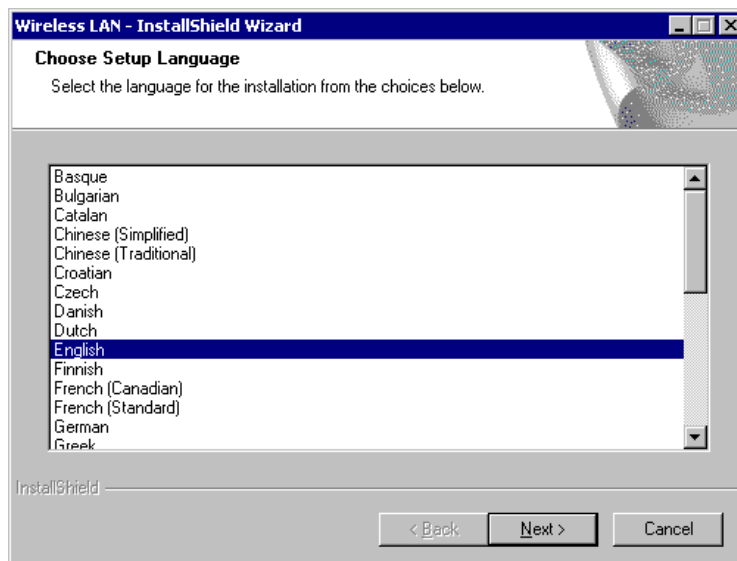 Wireless LAN - InstallShield Wizard
Choose Setup Language
Select the language for the installation from the choices below.
Basque
Bulgarian
Catalan
Chinese (Simplified)
Chinese (Traditional)
Croatian
Czech
Danish
Dutch
English
Finnish
French (Canadian)
French (Standard)
German
Greek
InstallShield
< Back
Next >
Cancel